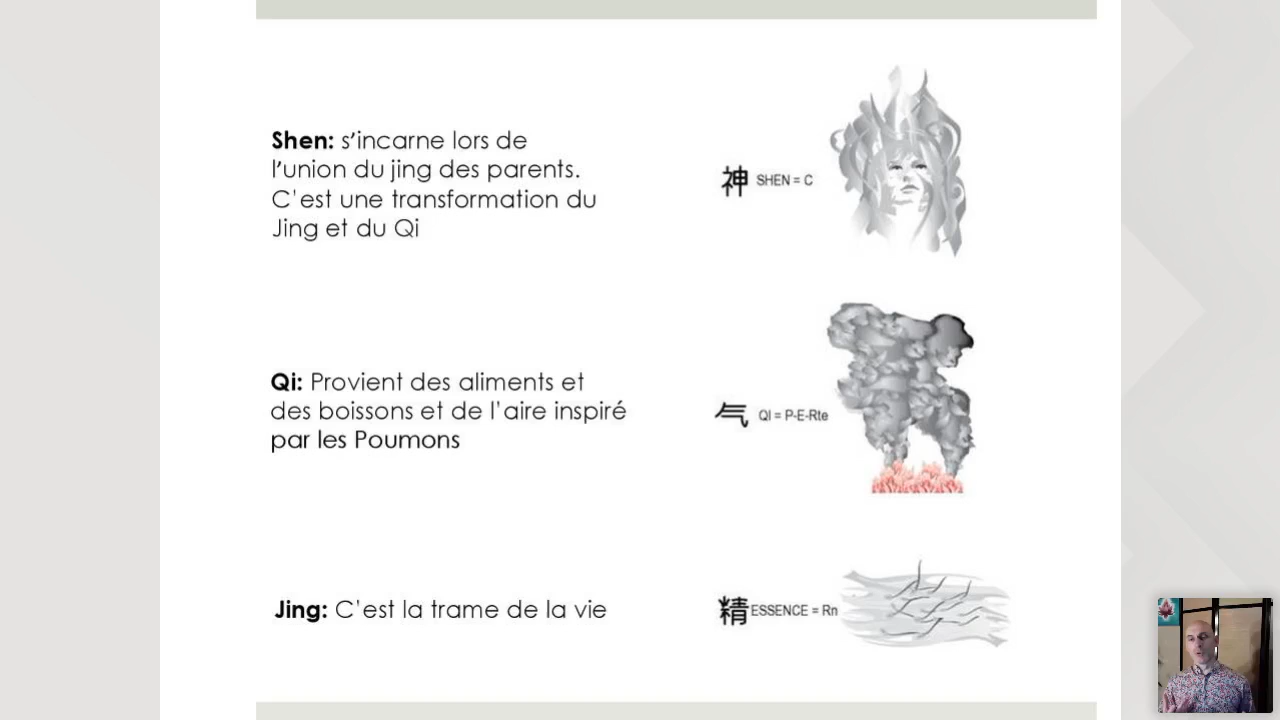 Shen: s'incarne lors de
l'union du jing des parents.
C'est une transformation du
Jing et du Qi
神 SHEN = C
Qi: Provient des aliments et
des boissons et de l'aire inspiré
par les Poumons
气 QI = P-E-Rte
Jing: C'est la trame de la vie
精 ESSENCE = Rn